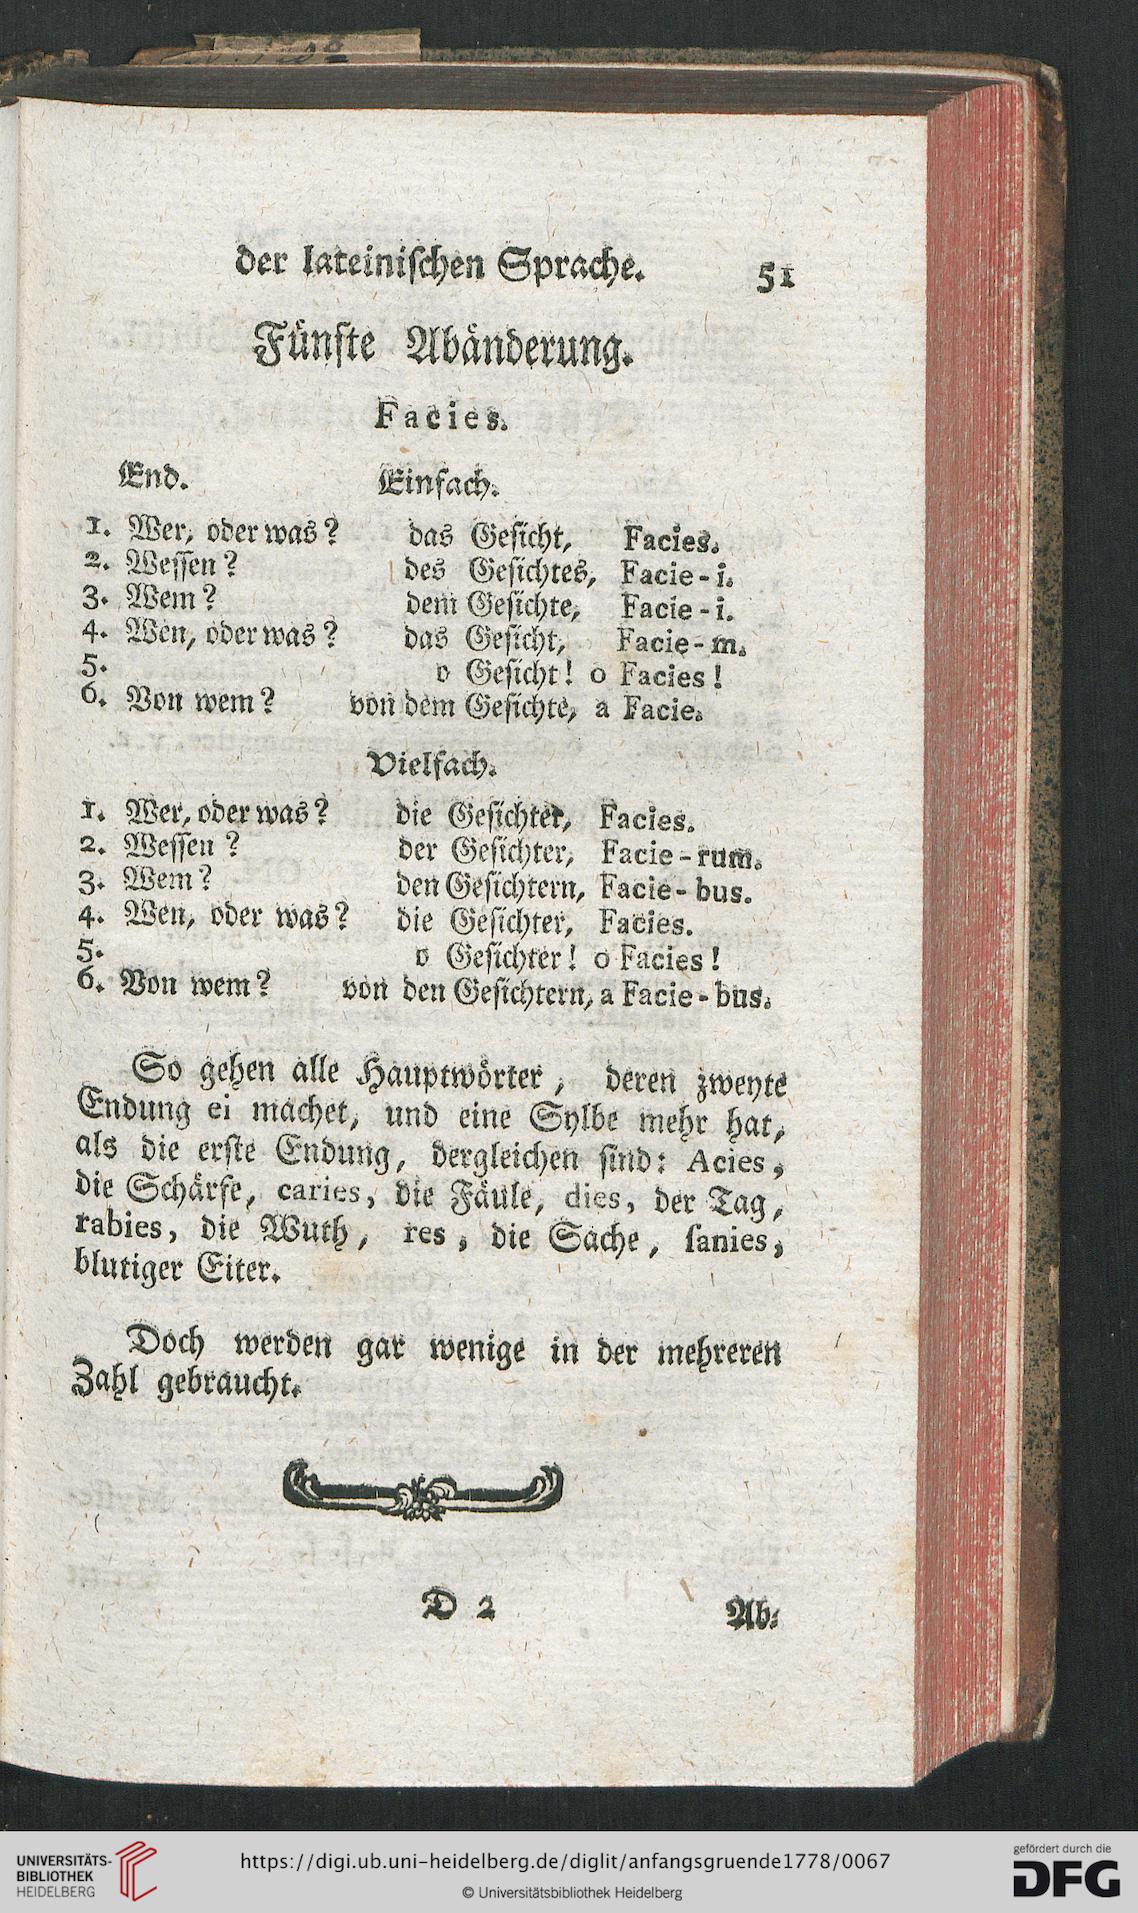 der lateinischen Sprache. 51
Fünfte Abänderung.
Facies.
End. Einfach.
1. Wer, oder was? das Gesicht, Facies.
2. Wessen? des Gesichtes, Facie-i.
3. Wem? dem Gesichte, Facie-i.
4. Wen, oder was? das Gesicht, Facie-m.
5. o Gesicht! o Facies!
6. Von wem? von dem Gesichte, a Facie.
Vielfach.
1. Wer, oder was? die Gesichter, Facies.
2. Wessen? der Gesichter, Facie-rum.
3. Wem? den Gesichtern, Facie-bus.
4. Wen, oder was? die Gesichter, Facies.
5. o Gesichter! o Facies!
6. Von wem? von den Gesichtern, a Facie-bus.
So gehen alle Hauptwörter, deren zweyte
Endung ei machet, und eine Sylbe mehr hat,
als die erste Endung, dergleichen sind: Acies,
die Schärfe, caries, die Fäule, dies, der Tag,
rabies, die Wuth, res, die Sache, ſanies,
blutiger Eiter.
Doch werden gar wenige in der mehreren
Zahl gebraucht.
D 2 Ab=
UNIVERSITÄTS-
BIBLIOTHEK
HEIDELBERG
https://digi.ub.uni-heidelberg.de/diglit/anfangsgruende1778/0067
© Universitätsbibliothek Heidelberg
gefördert durch die
DFG